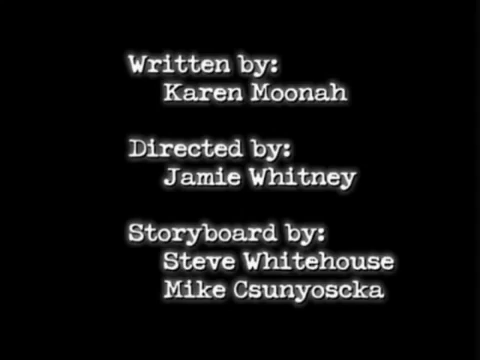 Written by:
Karen Moonah
Directed by:
Jamie Whitney
Storyboard by:
Steve Whitehouse
Mike Csunyoscka